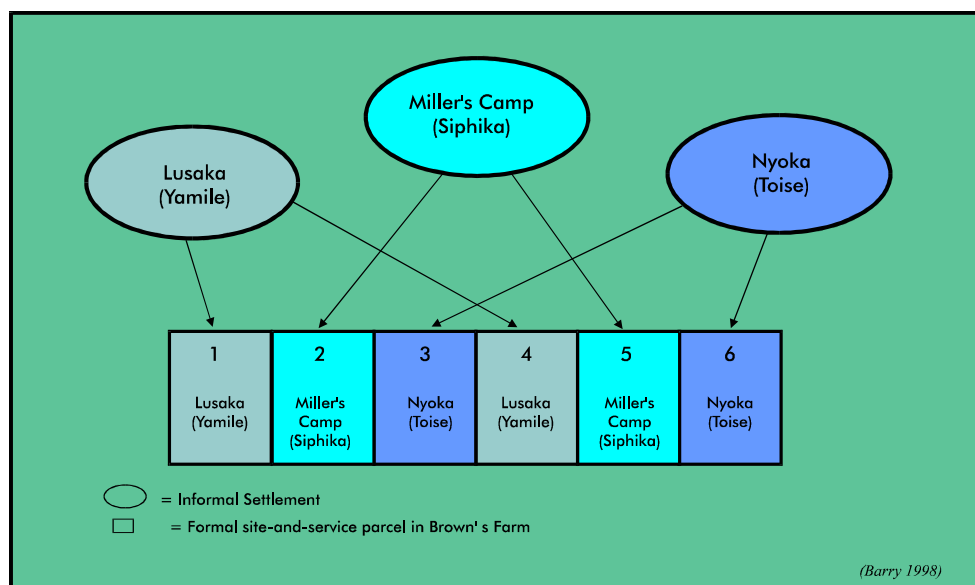 Miller's Camp
(Siphika)
Lusaka
(Yamile)
Nyoka
(Toise)
1
Lusaka
(Yamile)
2
Miller's
Camp
(Siphika)
3
Nyoka
(Toise)
4
Lusaka
(Yamile)
5
Miller's
Camp
(Siphika)
6
Nyoka
(Toise)
= Informal Settlement
= Formal site-and-service parcel in Brown's Farm
(Barry 1998)